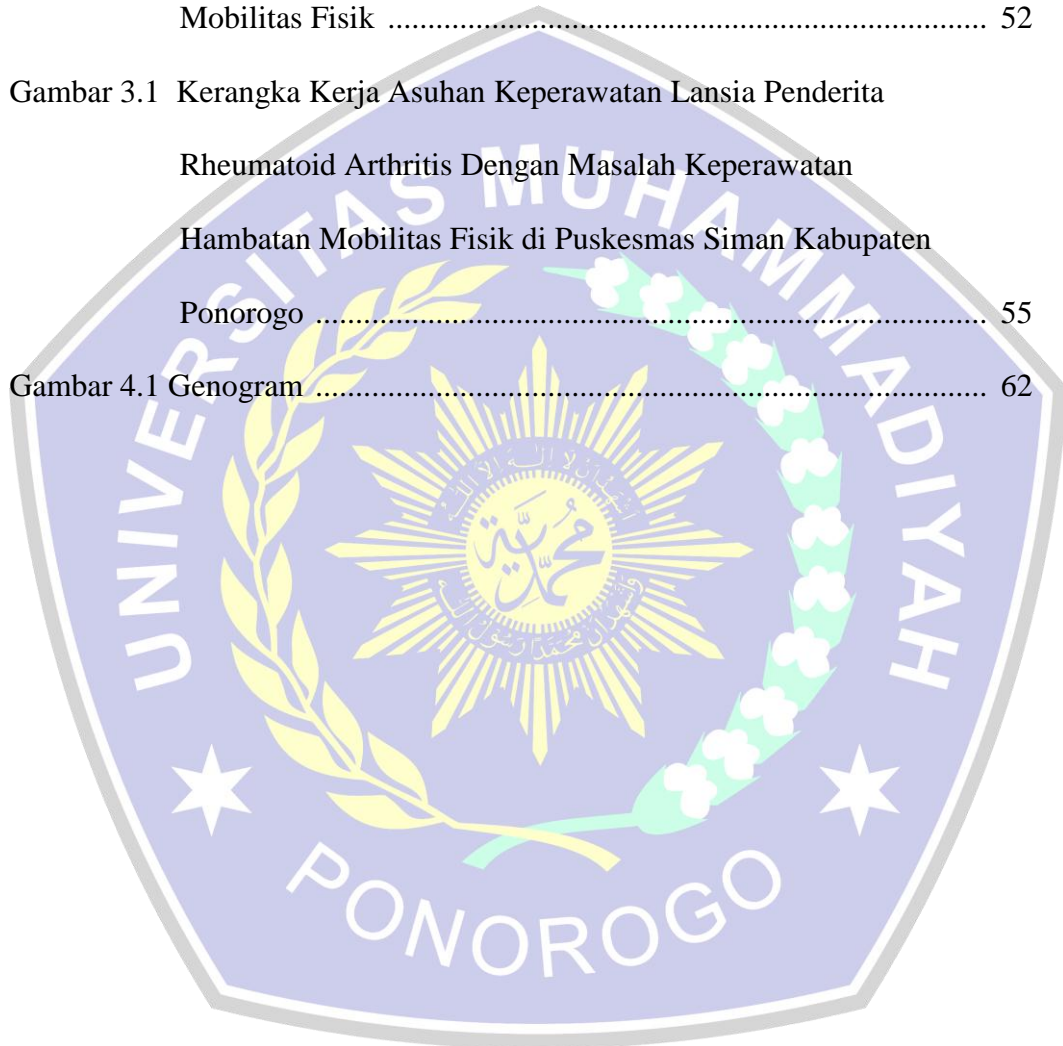 Mobilitas Fisik ................................................................................ 52
Gambar 3.1 Kerangka Kerja Asuhan Keperawatan Lansia Penderita
Rheumatoid Arthritis Dengan Masalah Keperawatan
Hambatan Mobilitas Fisik di Puskesmas Siman Kabupaten
Ponorogo .......................................................................................... 55
Gambar 4.1 Genogram .......................................................................................... 62
UNIVERSITAS MUHAMMADIYAH
محمدية
PONOROGO